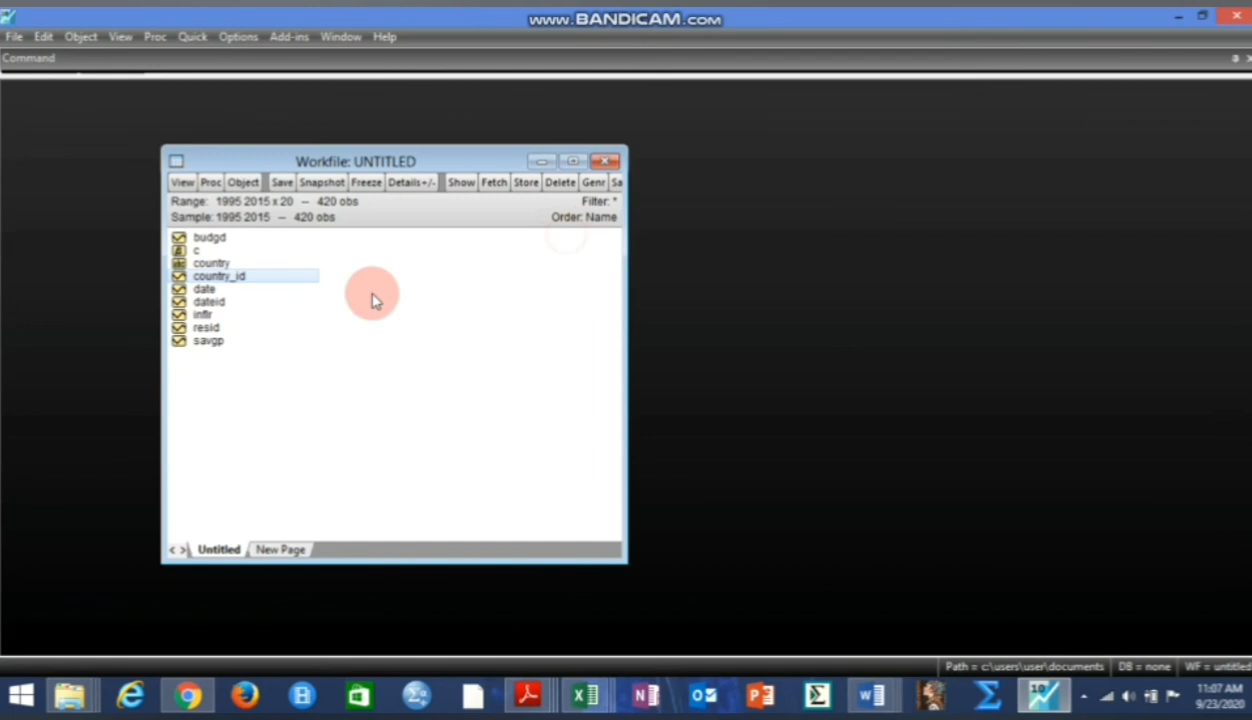 www.BANDICAM.com
File Edit Object View Proc Quick Options Add-ins Window Help
Command
Workfile: UNTITLED
View Proc Object Save Snapshot Freeze Details+/- Show Fetch Store Delete Genr Sa
Range: 1995 2015 x 20 -- 420 obs Filter: *
Sample: 1995 2015 -- 420 obs Order: Name
budgd
c
country
country_id
date
dateid
inflr
resid
savgp
< > Untitled New Page
Path = c:\users\user\documents DB = none WF = untitled
11:07 AM
9/23/2020